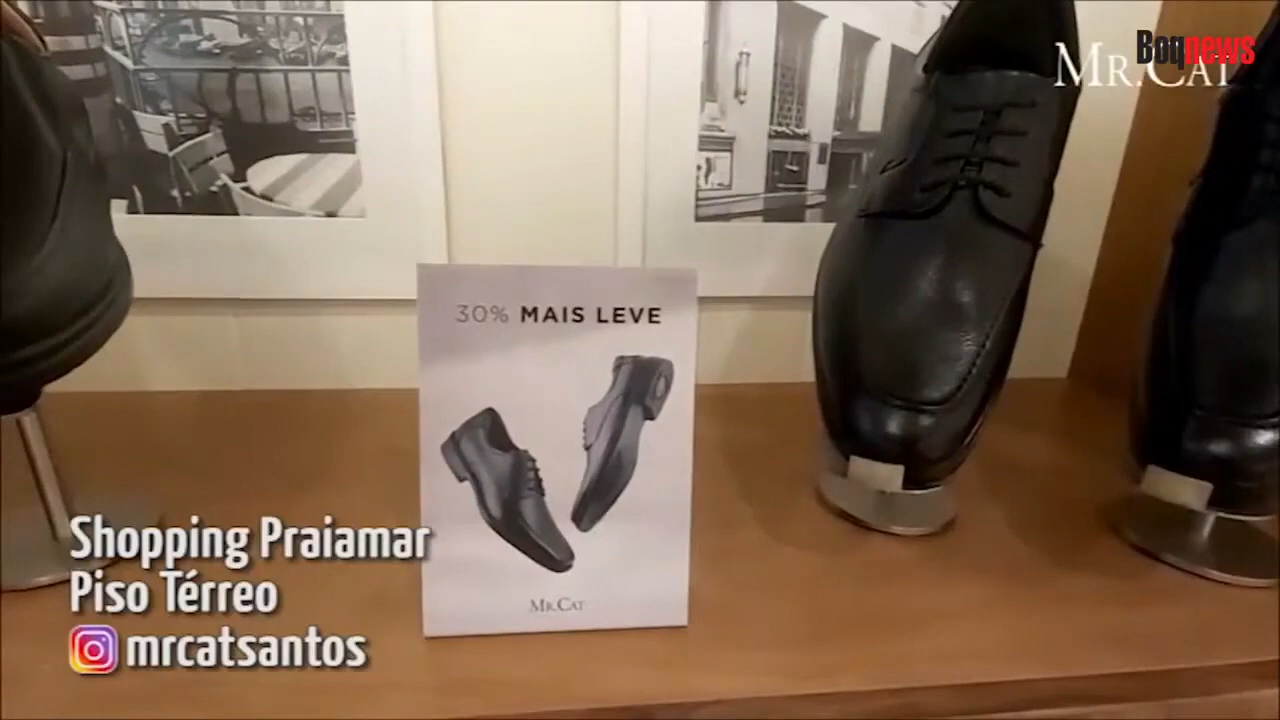 Boqnews
MR.CAT
30% MAIS LEVE
MR.CAT
Shopping Praiamar
Piso Térreo
mrcatsantos